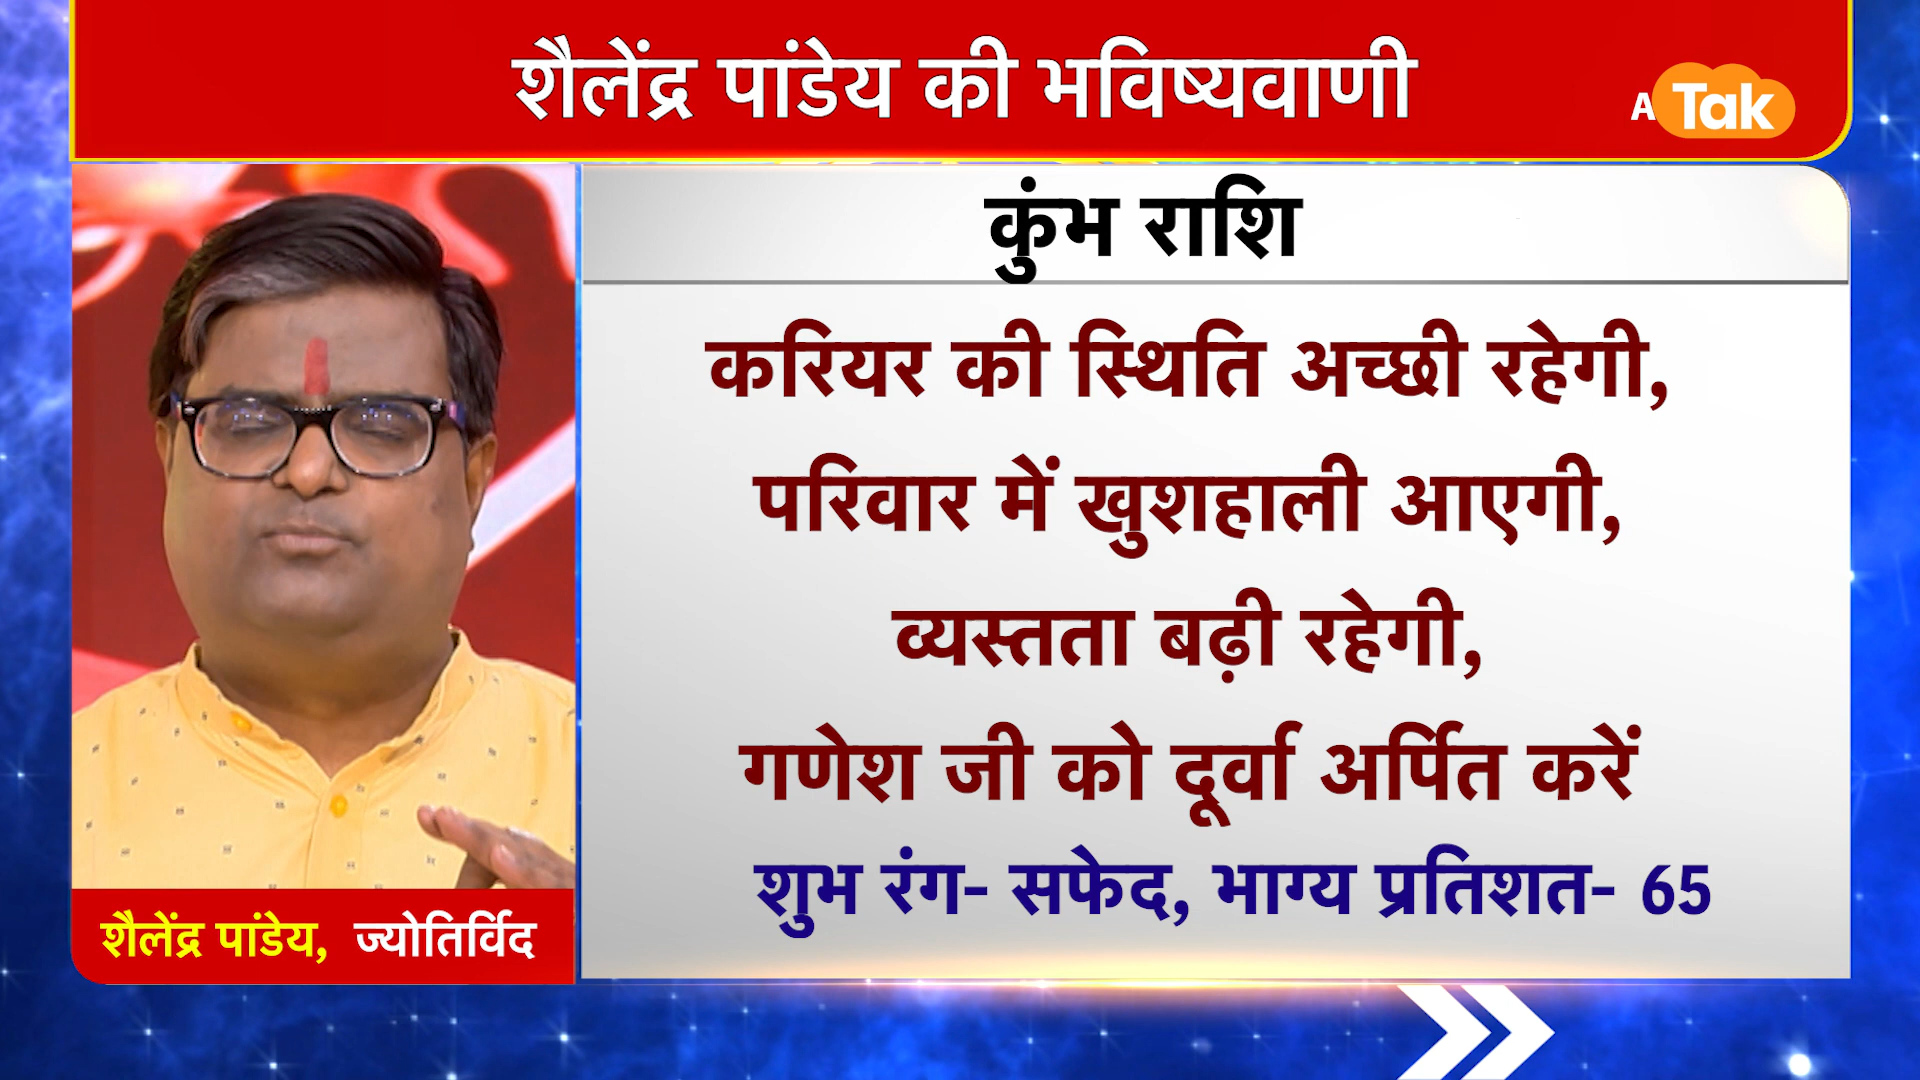 शैलेंद्र पांडेय की भविष्यवाणी
A Tak
कुंभ राशि
करियर की स्थिति अच्छी रहेगी,
परिवार में खुशहाली आएगी,
व्यस्तता बढ़ी रहेगी,
गणेश जी को दूर्वा अर्पित करें
शुभ रंग- सफेद, भाग्य प्रतिशत- 65
शैलेंद्र पांडेय, ज्योतिर्विद